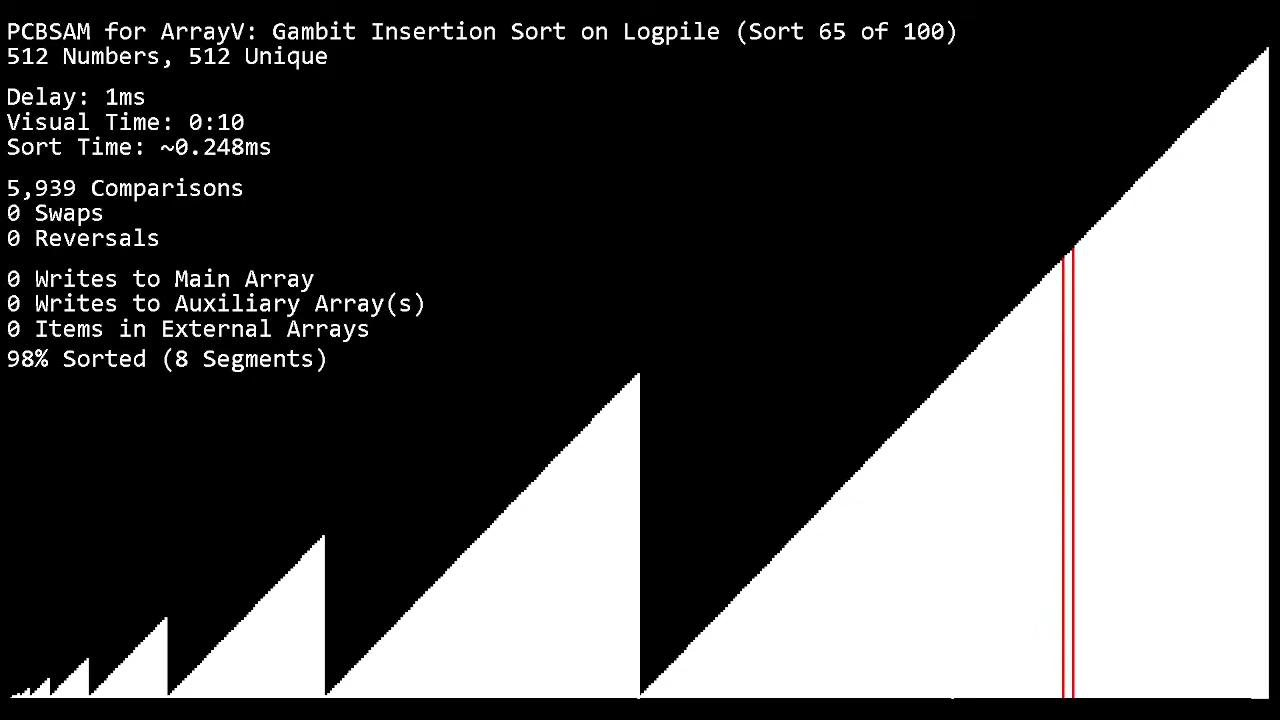 PCBSAM for ArrayV: Gambit Insertion Sort on Logpile (Sort 65 of 100)
512 Numbers, 512 Unique
Delay: 1ms
Visual Time: 0:10
Sort Time: ~0.248ms
5,939 Comparisons
0 Swaps
0 Reversals
0 Writes to Main Array
0 Writes to Auxiliary Array(s)
0 Items in External Arrays
98% Sorted (8 Segments)